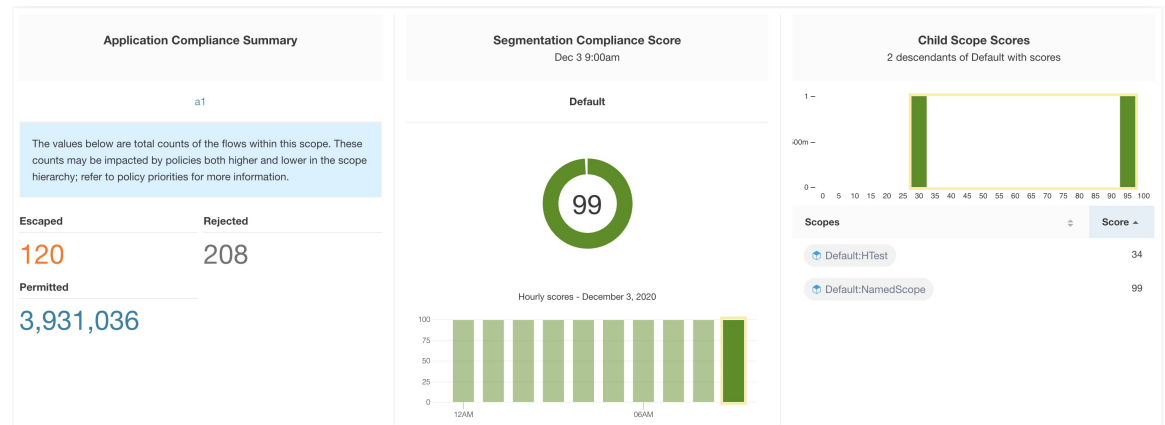 Application Compliance Summary
a1
The values below are total counts of the flows within this scope. These
counts may be impacted by policies both higher and lower in the scope
hierarchy; refer to policy priorities for more information.
Escaped
Rejected
120
208
Permitted
3,931,036
Segmentation Compliance Score
Dec 3 9:00am
Default
99
Hourly scores - December 3, 2020
100
75
50
25
0
12AM 06AM
Child Scope Scores
2 descendants of Default with scores
1
500m
0
0 5 10 15 20 25 30 35 40 45 50 55 60 65 70 75 80 85 90 95 100
Scopes Score
Default:HTest 34
Default:NamedScope 99